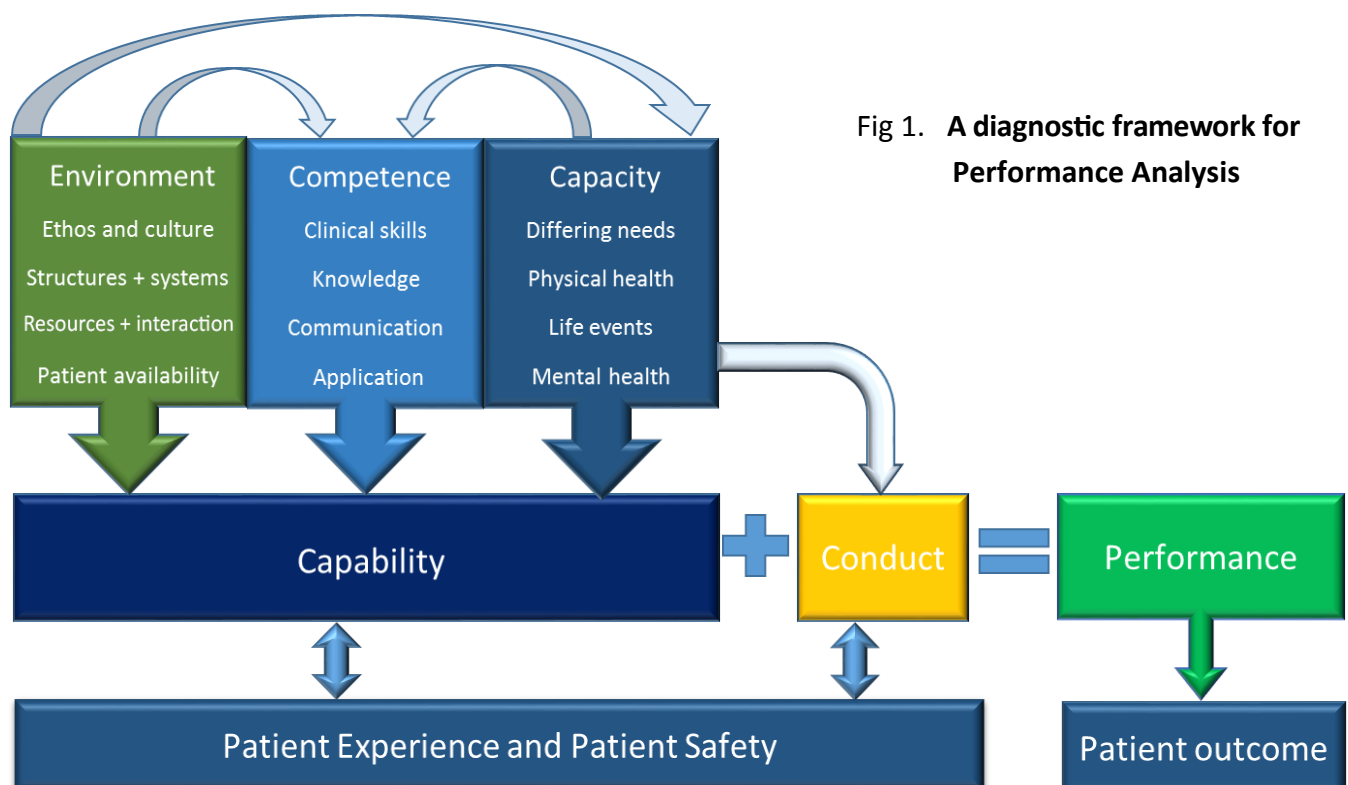 Fig 1. A diagnostic framework for
Performance Analysis
Environment
Ethos and culture
Structures + systems
Resources + interaction
Patient availability
Competence
Clinical skills
Knowledge
Communication
Application
Capacity
Differing needs
Physical health
Life events
Mental health
Capability
Conduct
Performance
Patient Experience and Patient Safety
Patient outcome